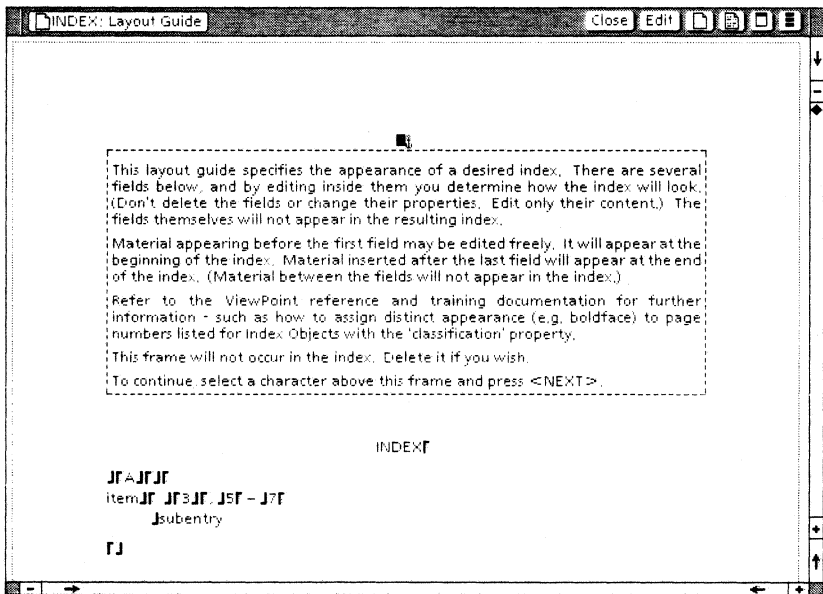 INDEX: Layout Guide
Close Edit
This layout guide specifies the appearance of a desired index. There are several
fields below, and by editing inside them you determine how the index will look.
(Don't delete the fields or change their properties. Edit only their content.) The
fields themselves will not appear in the resulting index.
Material appearing before the first field may be edited freely. It will appear at the
beginning of the index. Material inserted after the last field will appear at the end
of the index. (Material between the fields will not appear in the index.)
Refer to the ViewPoint reference and training documentation for further
information - such as how to assign distinct appearance (e.g. boldface) to page
numbers listed for Index Objects with the 'classification' property.
This frame will not occur in the index. Delete it if you wish.
To continue, select a character above this frame and press <NEXT>.
INDEX
A
item 3, 5 – 7
subentry